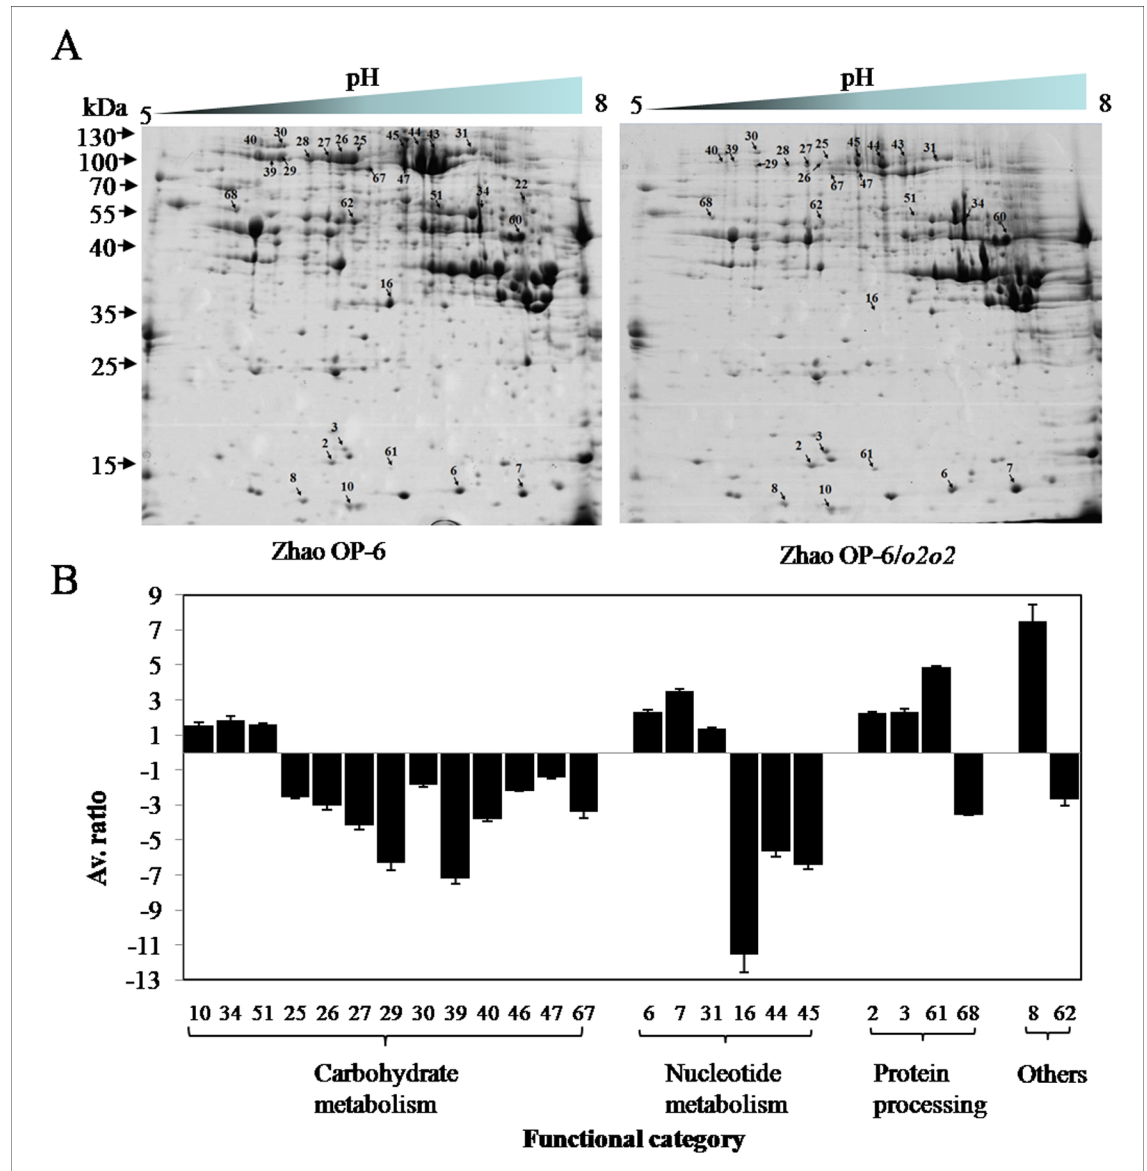 A
pH
pH
kDa
5
8
5
8
130
100
70
55
40
35
25
15
40 30 28 27 26 25 45 44 43 31
39 29 67 47
68 62 51 34 22
60
16
3
2 61
8 10 6 7
40 39 30 29 28 27 25 45 44 43 31
26 67 47
68 62 51 34
60
16
3
2 61
8 10 6 7
Zhao OP-6
Zhao OP-6/o2o2
B
Av. ratio
9
7
5
3
1
-1
-3
-5
-7
-9
-11
-13
10 34 51 25 26 27 29 30 39 40 46 47 67 6 7 31 16 44 45 2 3 61 68 8 62
Carbohydrate
metabolism
Nucleotide
metabolism
Protein
processing
Others
Functional category